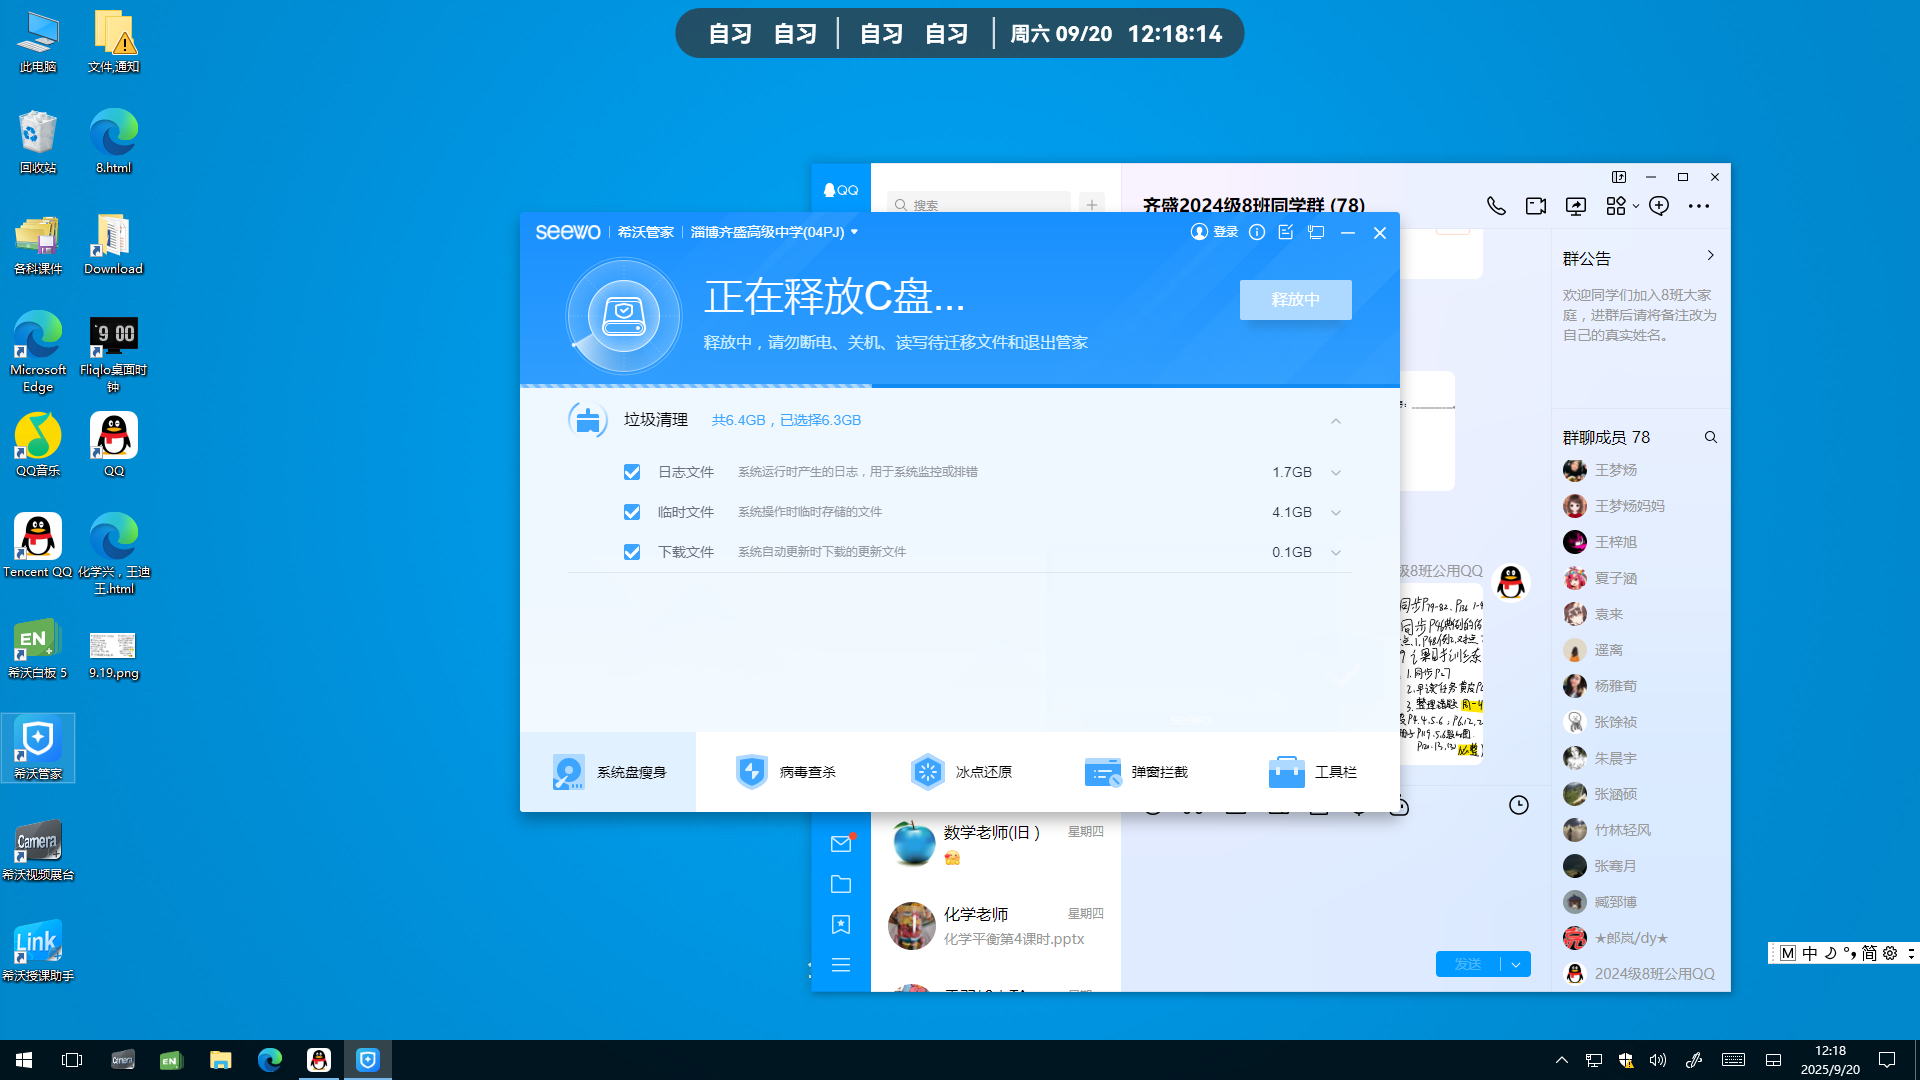 自习 自习 自习 自习 周六 09/20 12:18:14
此电脑
文件,通知
回收站
8.html
各科课件
Download
Microsoft Edge
9 00
Fliqlo桌面时钟
QQ音乐
QQ
Tencent QQ
化学兴，王迪王.html
EN
希沃白板 5
9.19.png
希沃管家
Camera
希沃视频展台
Link
希沃授课助手
QQ
搜索
齐盛2024级8班同学群 (78)
seewo 希沃管家 淄博齐盛高级中学(04PJ)
登录
正在释放C盘...
释放中，请勿断电、关机、读写待迁移文件和退出管家
释放中
垃圾清理 共6.4GB，已选择6.3GB
日志文件 系统运行时产生的日志，用于系统监控或排错 1.7GB
临时文件 系统操作时临时存储的文件 4.1GB
下载文件 系统自动更新时下载的更新文件 0.1GB
系统盘瘦身
病毒查杀
冰点还原
弹窗拦截
工具栏
数学老师(旧) 星期四
化学老师 星期四
化学平衡第4课时.pptx
级8班公用QQ
发送
群公告
欢迎同学们加入8班大家
庭，进群后请将备注改为
自己的真实姓名。
群聊成员 78
王梦炀
王梦炀妈妈
王梓旭
夏子涵
袁来
遥离
杨雅荀
张馀祯
朱晨宇
张涵硕
竹林轻风
张骞月
臧郅博
★郎岚/dy★
2024级8班公用QQ
M 中 简
Camera
EN
12:18
2025/9/20